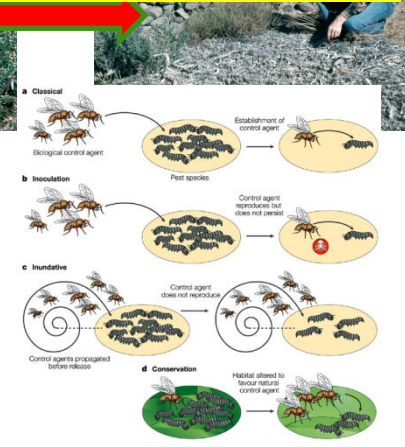 a Classical
Establishment of
control agent
Biological control agent
Pest species
b Inoculation
Control agent
reproduces but
does not persist
c Inundative
Control agent
does not reproduce
Control agents propagated
before release
d Conservation
Habitat altered to
favour natural
control agent